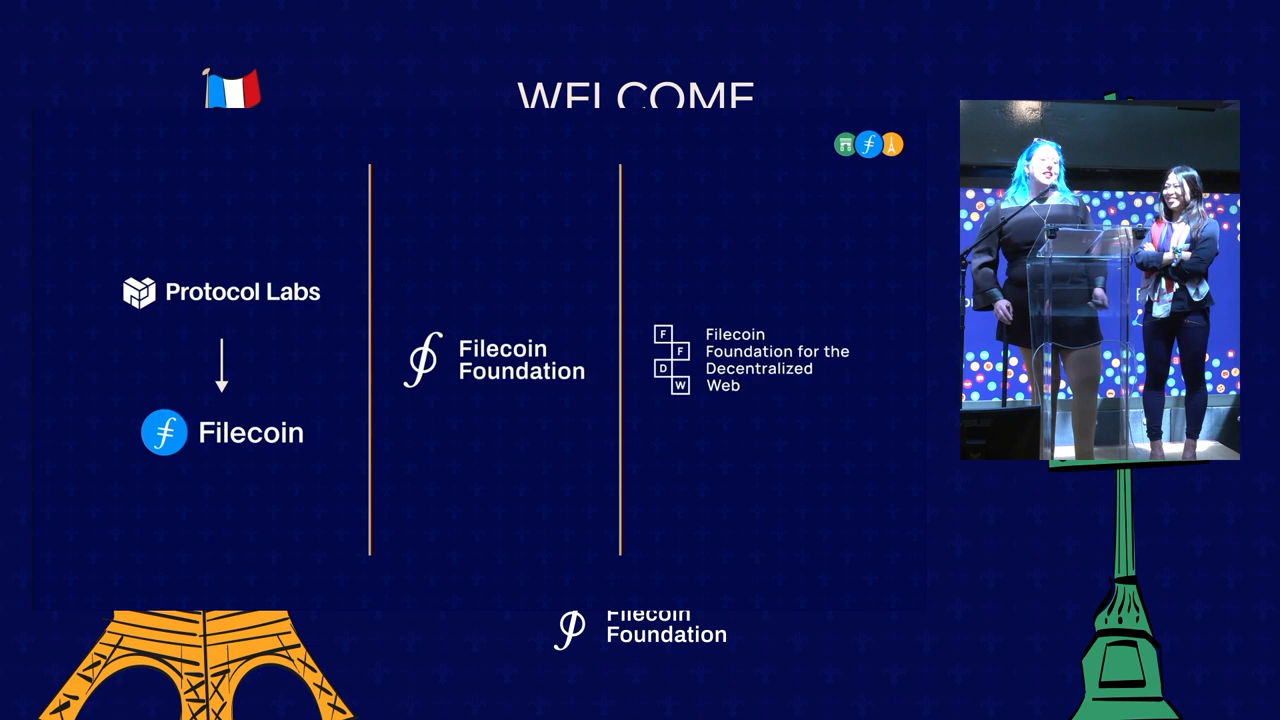 WELCOME
Protocol Labs
Filecoin
Filecoin
Foundation
F
F
D
W
Filecoin
Foundation for the
Decentralized
Web
Filecoin
Foundation